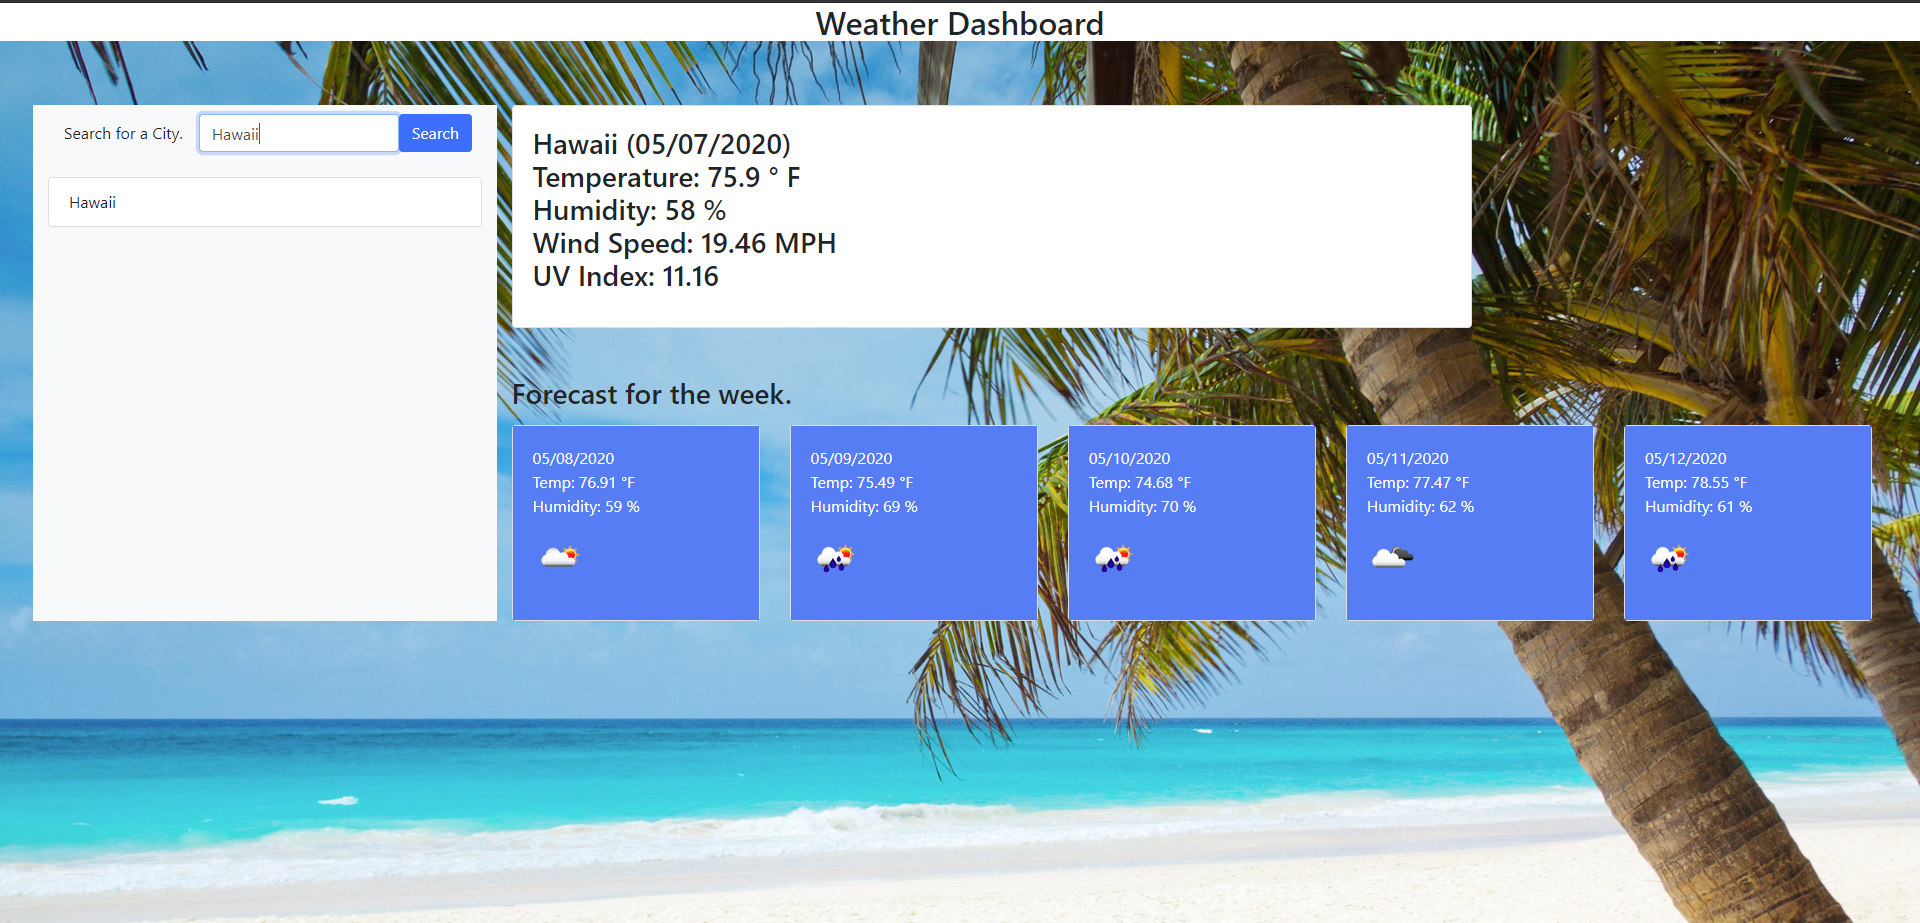 Weather Dashboard
Search for a City.
Hawaii
Search
Hawaii
Hawaii (05/07/2020)
Temperature: 75.9 ° F
Humidity: 58 %
Wind Speed: 19.46 MPH
UV Index: 11.16
Forecast for the week.
05/08/2020
Temp: 76.91 °F
Humidity: 59 %
05/09/2020
Temp: 75.49 °F
Humidity: 69 %
05/10/2020
Temp: 74.68 °F
Humidity: 70 %
05/11/2020
Temp: 77.47 °F
Humidity: 62 %
05/12/2020
Temp: 78.55 °F
Humidity: 61 %